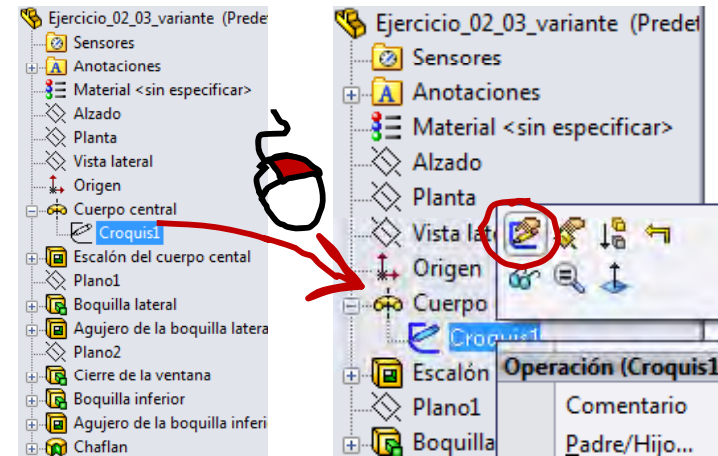 Ejercicio_02_03_variante (Prede
Sensores
Anotaciones
Material <sin especificar>
Alzado
Planta
Vista lateral
Origen
Cuerpo central
Croquis1
Escalón del cuerpo cental
Plano1
Boquilla lateral
Agujero de la boquilla latera
Plano2
Cierre de la ventana
Boquilla inferior
Agujero de la boquilla inferi
Chaflan
Ejercicio_02_03_variante (Predet
Sensores
Anotaciones
Material <sin especificar>
Alzado
Planta
Vista late
Origen
Cuerpo
Croquis1
Escalón
Operación (Croquis1
Plano1
Comentario
Boquilla
Padre/Hijo...